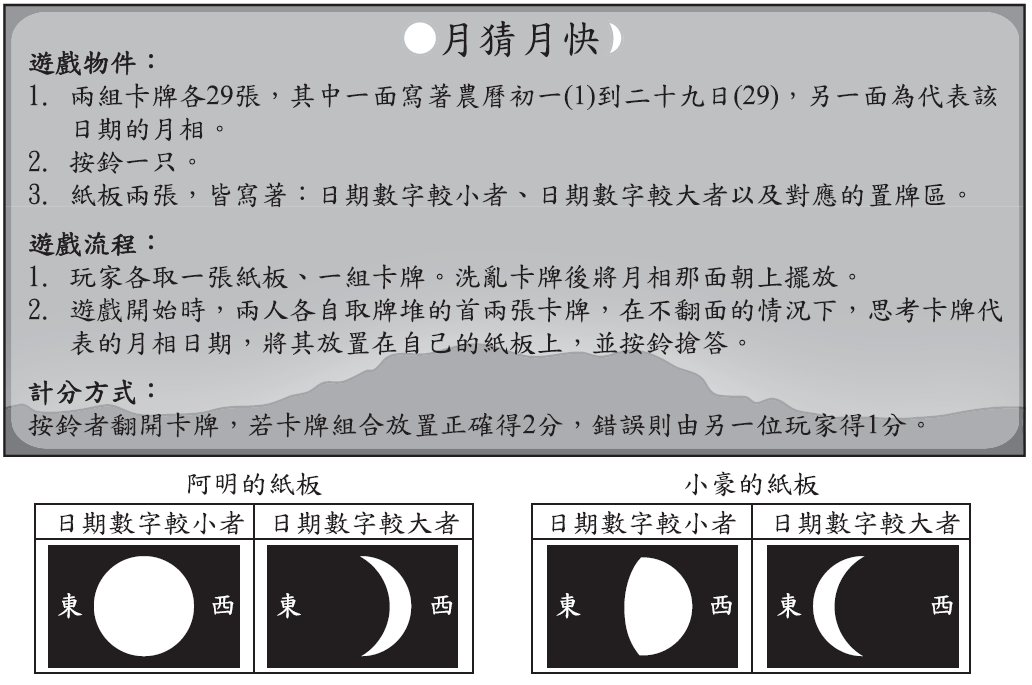 月猜月快
遊戲物件：
1. 兩組卡牌各29張，其中一面寫著農曆初一(1)到二十九日(29)，另一面為代表該
日期的月相。
2. 按鈴一只。
3. 紙板兩張，皆寫著：日期數字較小者、日期數字較大者以及對應的置牌區。
遊戲流程：
1. 玩家各取一張紙板、一組卡牌。洗亂卡牌後將月相那面朝上擺放。
2. 遊戲開始時，兩人各自取牌堆的首兩張卡牌，在不翻面的情況下，思考卡牌代
表的月相日期，將其放置在自己的紙板上，並按鈴搶答。
計分方式：
按鈴者翻開卡牌，若卡牌組合放置正確得2分，錯誤則由另一位玩家得1分。
阿明的紙板
日期數字較小者 日期數字較大者
東 西 東 西
小豪的紙板
日期數字較小者 日期數字較大者
東 西 東 西